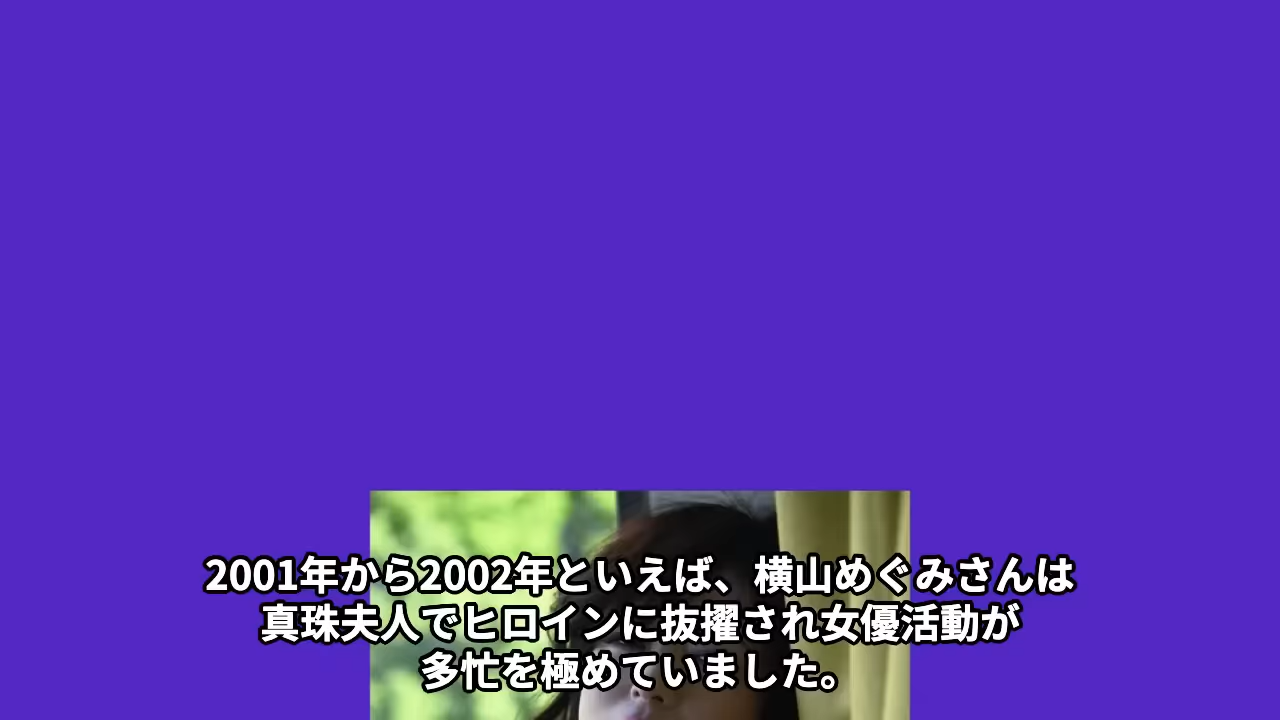 2001年から2002年といえば、横山めぐみさんは
真珠夫人でヒロインに抜擢され女優活動が
多忙を極めていました。